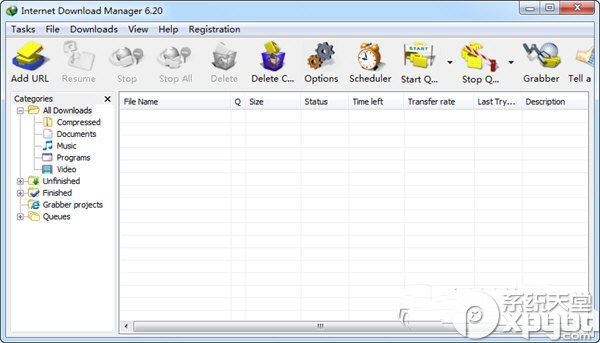 Internet Download Manager 6.20
Tasks File Downloads View Help Registration
Add URL Resume Stop Stop All Delete Delete C... Options Scheduler Start Q... Stop Q... Grabber Tell a
START
Categories
All Downloads
Compressed
Documents
Music
Programs
Video
Unfinished
Finished
Grabber projects
Queues
File Name Q Size Status Time left Transfer rate Last Try... Description
系统天堂